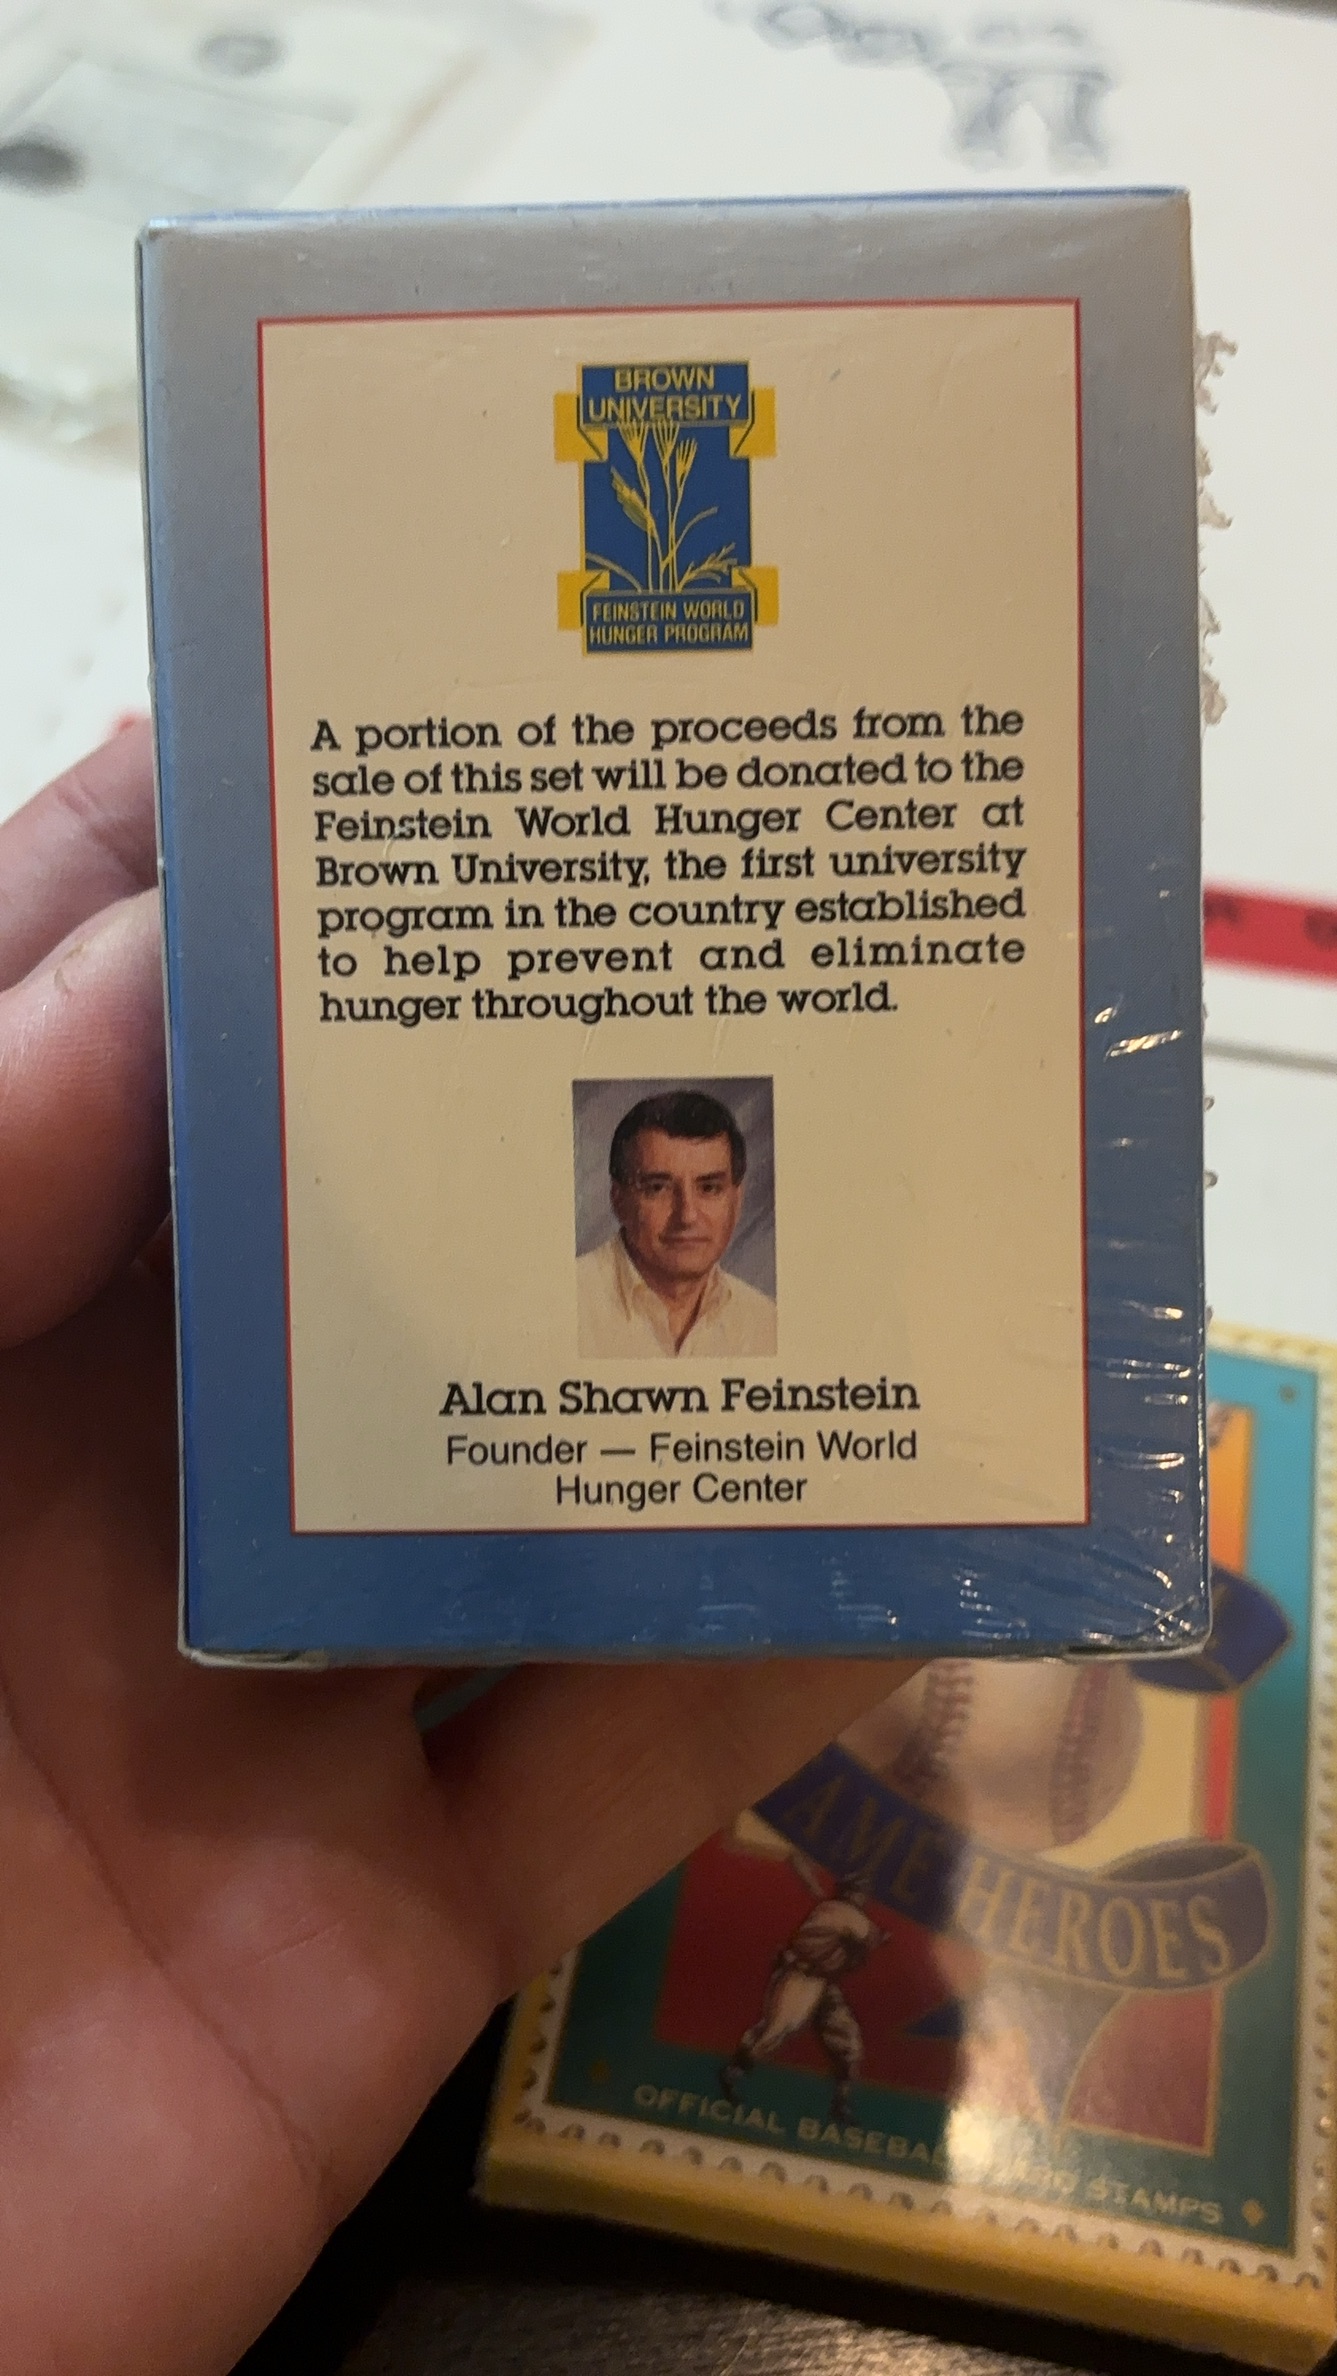 BROWN
UNIVERSITY
FEINSTEIN WORLD
HUNGER PROGRAM
A portion of the proceeds from the
sale of this set will be donated to the
Feinstein World Hunger Center at
Brown University, the first university
program in the country established
to help prevent and eliminate
hunger throughout the world.
Alan Shawn Feinstein
Founder — Feinstein World
Hunger Center
HEROES
OFFICIAL
STAMPS